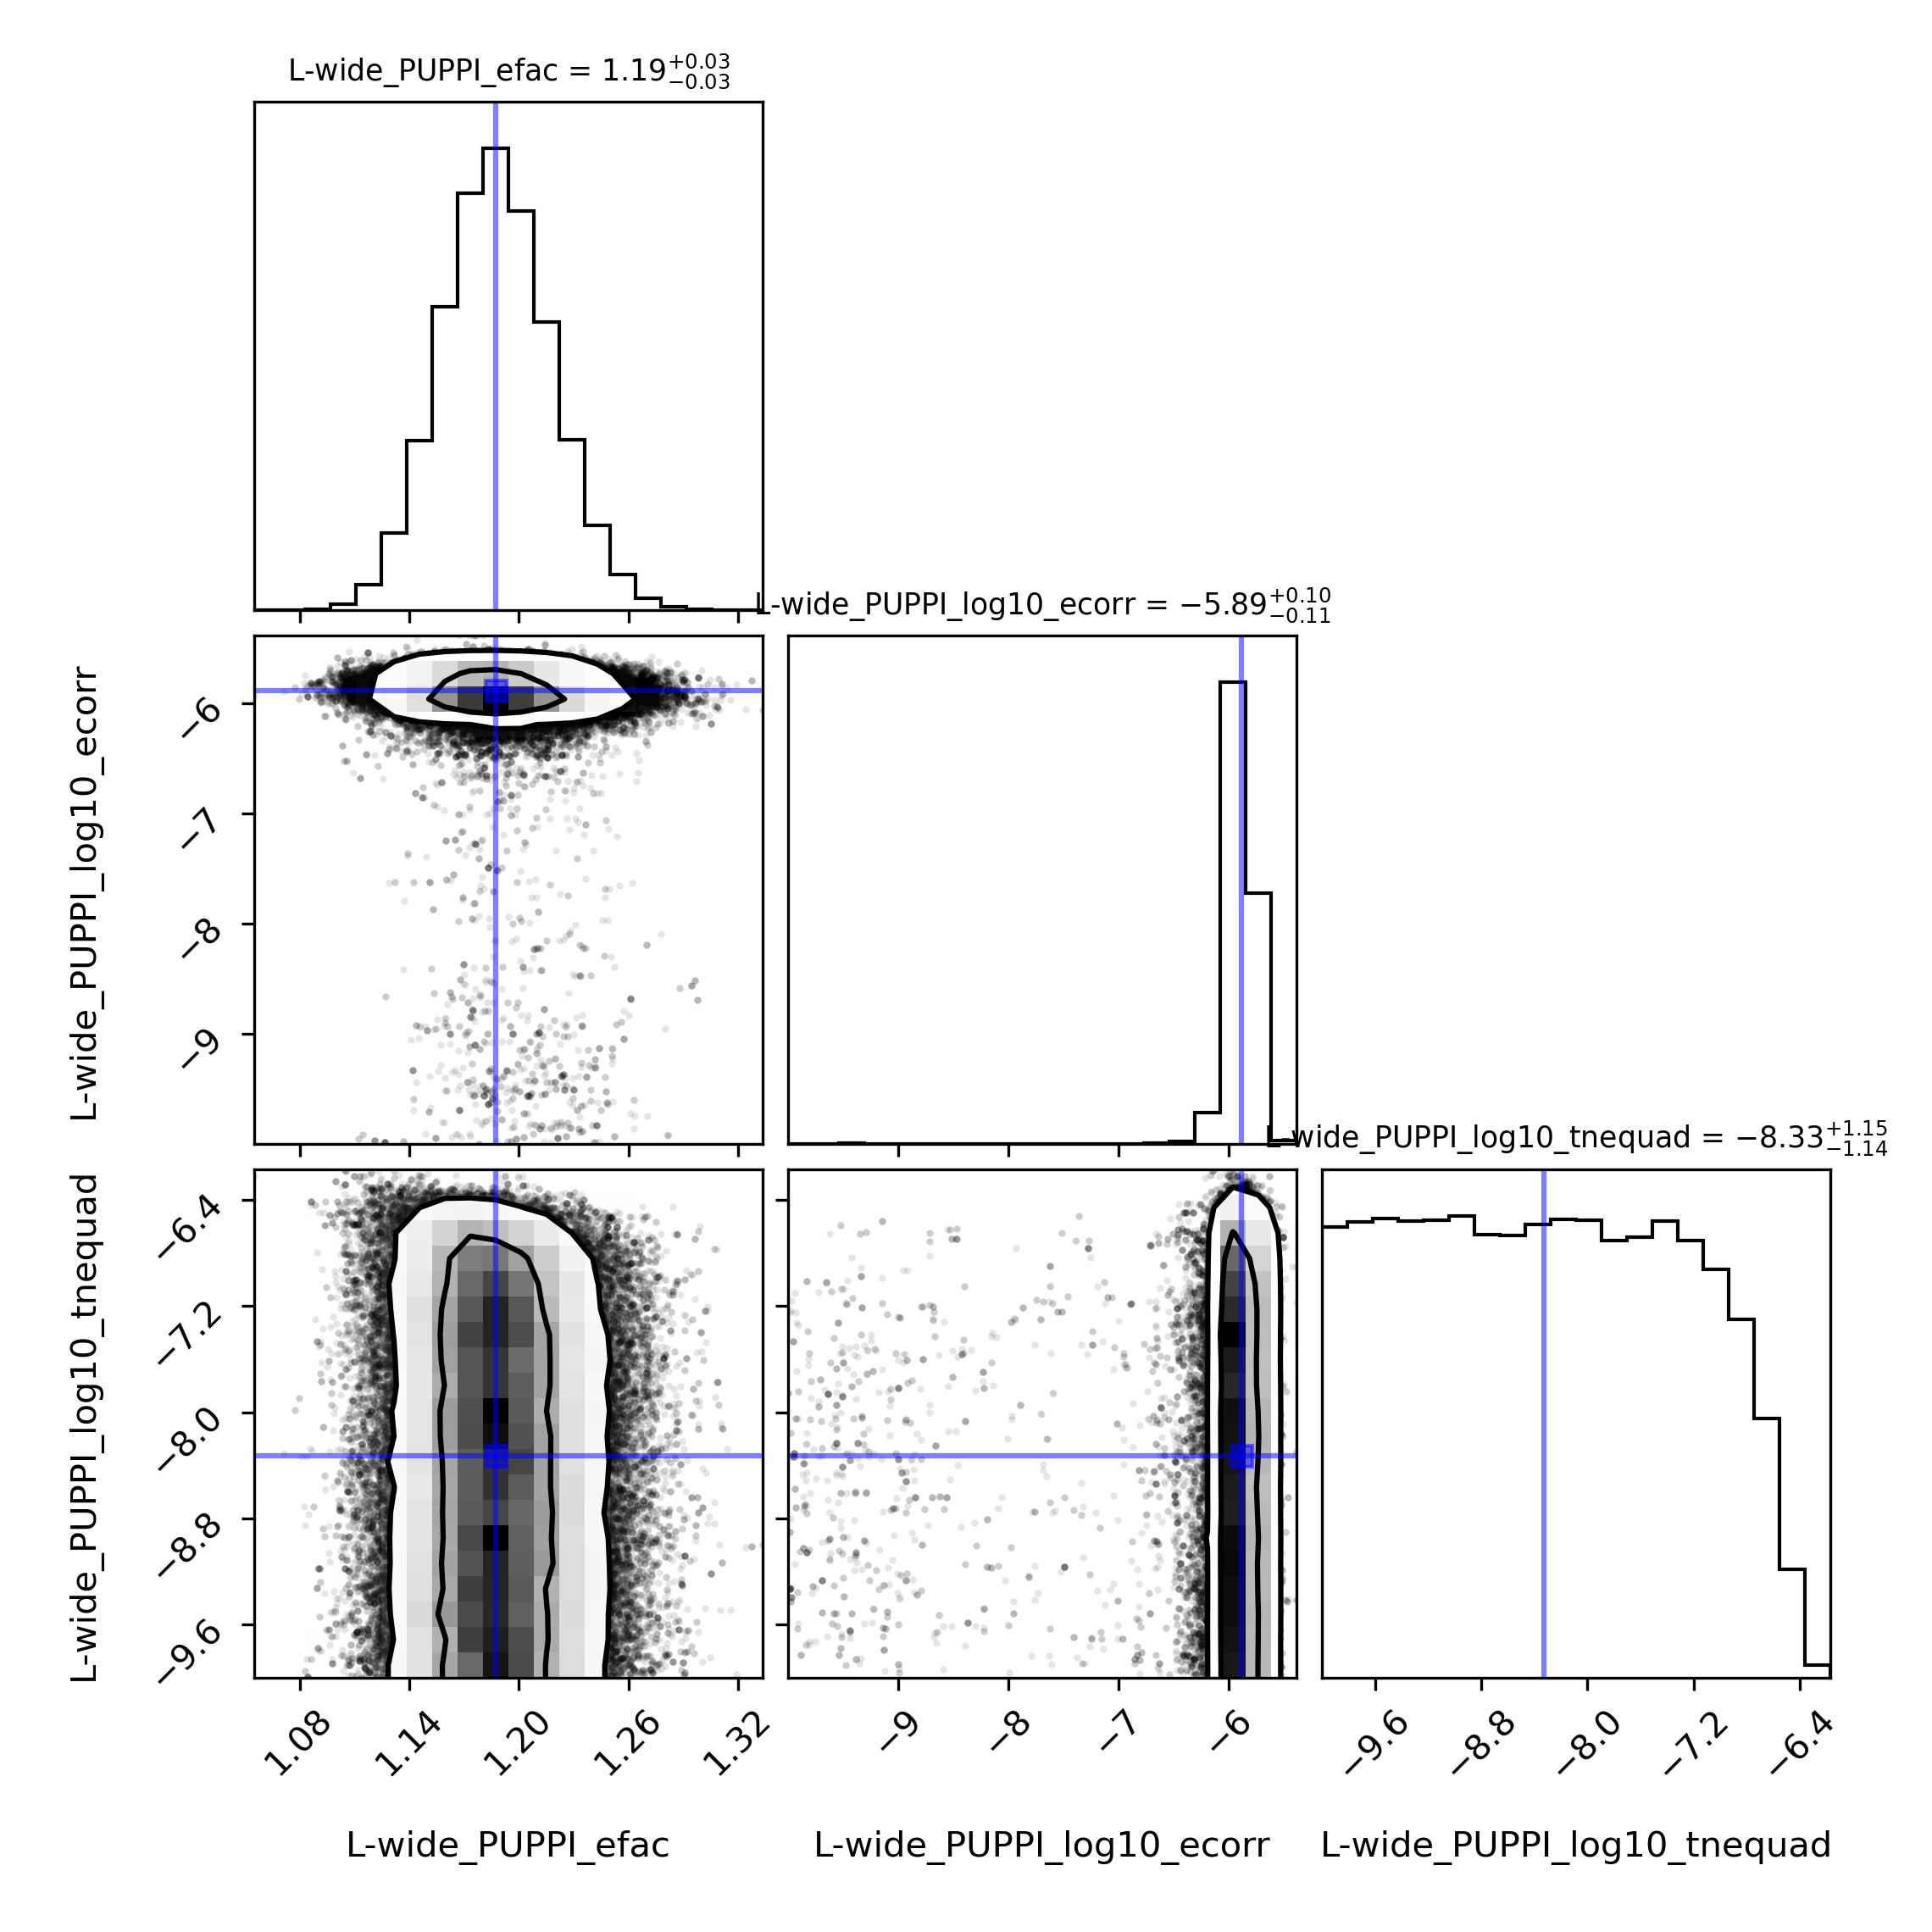 L-wide_PUPPI_efac = 1.19+0.03−0.03
L-wide_PUPPI_log10_ecorr = −5.89+0.10−0.11
L-wide_PUPPI_log10_ecorr
−6
−7
−8
−9
L-wide_PUPPI_log10_tnequad = −8.33+1.15−1.14
L-wide_PUPPI_log10_tnequad
−6.4
−7.2
−8.0
−8.8
−9.6
1.08 1.14 1.20 1.26 1.32
−9 −8 −7 −6
−9.6 −8.8 −8.0 −7.2 −6.4
L-wide_PUPPI_efac
L-wide_PUPPI_log10_ecorr
L-wide_PUPPI_log10_tnequad